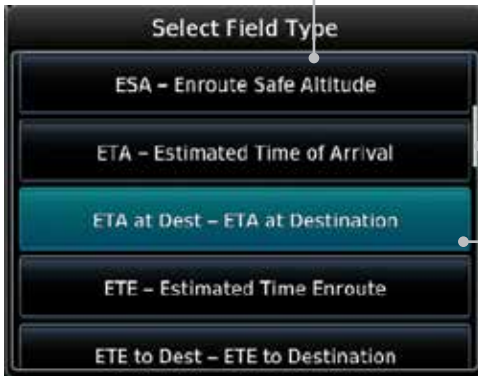 Select Field Type
ESA – Enroute Safe Altitude
ETA – Estimated Time of Arrival
ETA at Dest – ETA at Destination
ETE – Estimated Time Enroute
ETE to Dest – ETE to Destination